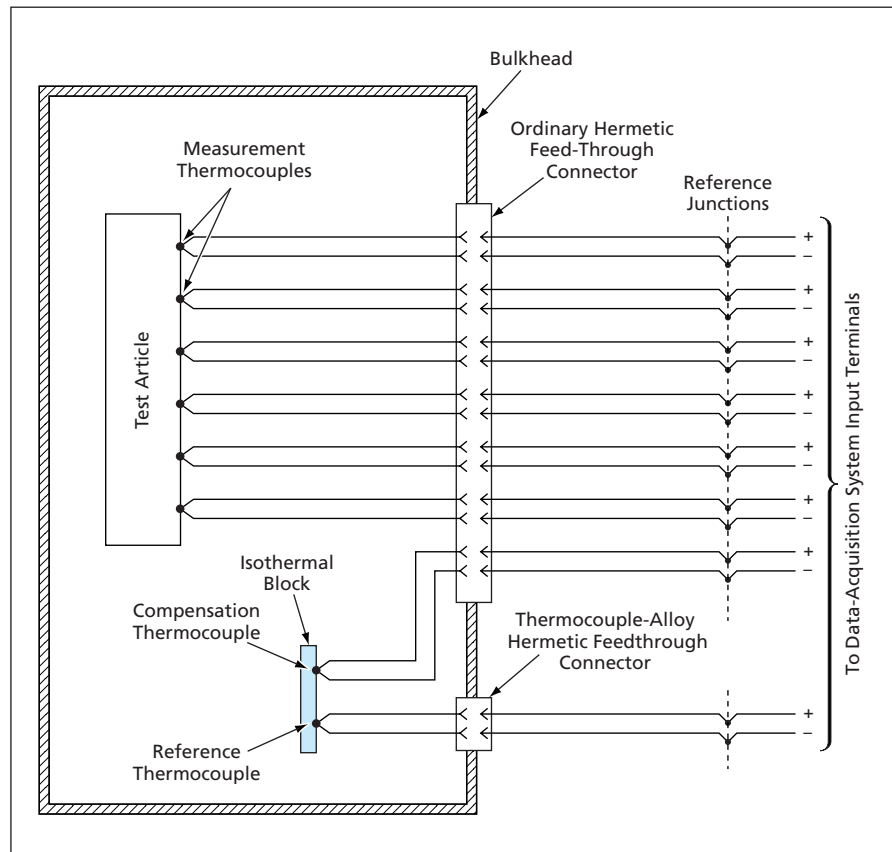 Bulkhead
Ordinary Hermetic
Feed-Through
Connector
Measurement
Thermocouples
Reference
Junctions
+
–
+
–
+
–
+
–
+
–
+
–
+
–
Test Article
Isothermal
Block
Compensation
Thermocouple
Thermocouple-Alloy
Hermetic Feedthrough
Connector
+
–
Reference
Thermocouple
To Data-Acquisition System Input Terminals